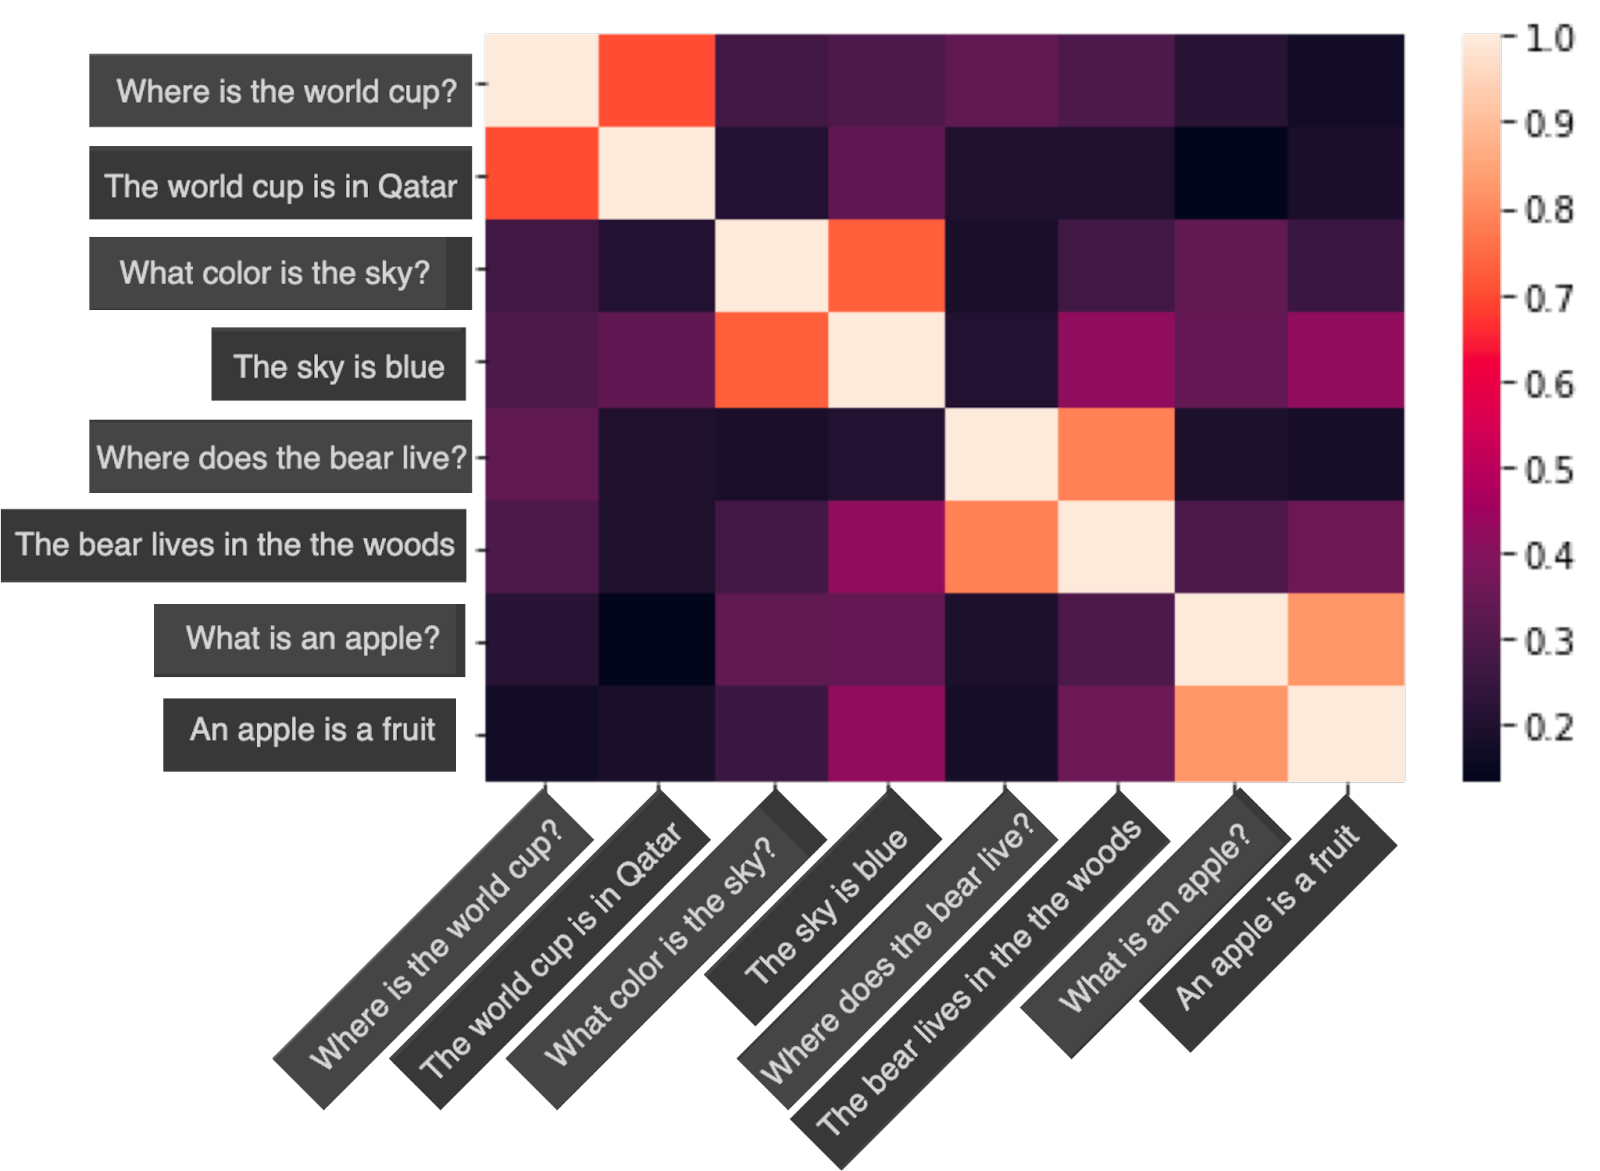 Where is the world cup?
The world cup is in Qatar
What color is the sky?
The sky is blue
Where does the bear live?
The bear lives in the the woods
What is an apple?
An apple is a fruit
1.0
0.9
0.8
0.7
0.6
0.5
0.4
0.3
0.2
Where is the world cup?
The world cup is in Qatar
What color is the sky?
The sky is blue
Where does the bear live?
The bear lives in the the woods
What is an apple?
An apple is a fruit